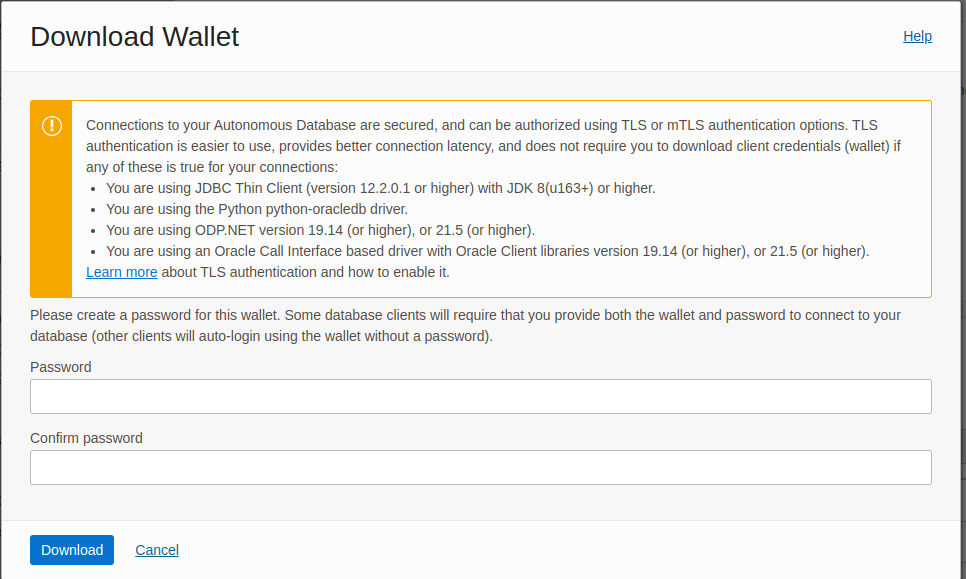 Download Wallet
Help
Connections to your Autonomous Database are secured, and can be authorized using TLS or mTLS authentication options. TLS
authentication is easier to use, provides better connection latency, and does not require you to download client credentials (wallet) if
any of these is true for your connections:
• You are using JDBC Thin Client (version 12.2.0.1 or higher) with JDK 8(u163+) or higher.
• You are using the Python python-oracledb driver.
• You are using ODP.NET version 19.14 (or higher), or 21.5 (or higher).
• You are using an Oracle Call Interface based driver with Oracle Client libraries version 19.14 (or higher), or 21.5 (or higher).
Learn more about TLS authentication and how to enable it.
Please create a password for this wallet. Some database clients will require that you provide both the wallet and password to connect to your
database (other clients will auto-login using the wallet without a password).
Password
Confirm password
Download
Cancel